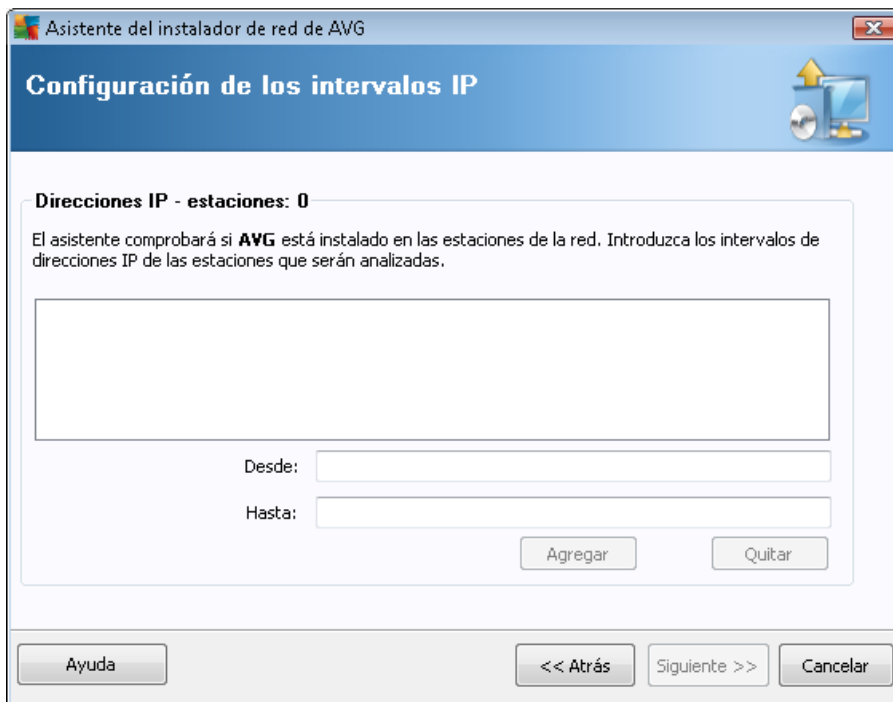 Asistente del instalador de red de AVG
Configuración de los intervalos IP
Direcciones IP - estaciones: 0
El asistente comprobará si AVG está instalado en las estaciones de la red. Introduzca los intervalos de
direcciones IP de las estaciones que serán analizadas.
Desde:
Hasta:
Agregar
Quitar
Ayuda
<< Atrás
Siguiente >>
Cancelar